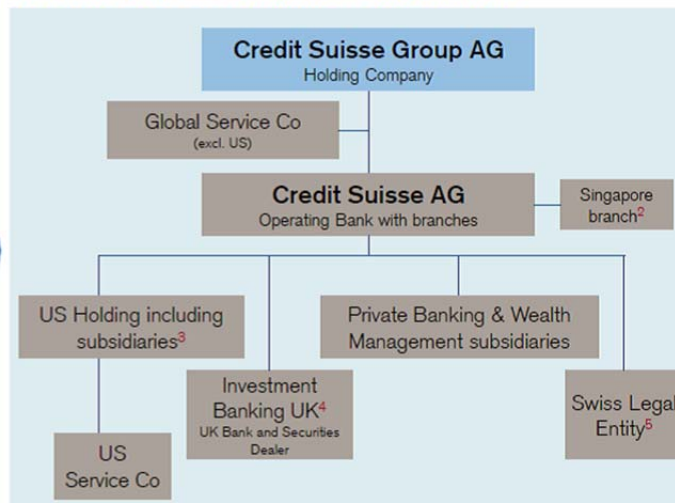 Credit Suisse Group AG
Holding Company
Global Service Co
(excl. US)
Credit Suisse AG
Operating Bank with branches
Singapore
branch2
US Holding including
subsidiaries3
Private Banking & Wealth
Management subsidiaries
Investment
Banking UK4
UK Bank and Securities
Dealer
Swiss Legal
Entity5
US
Service Co